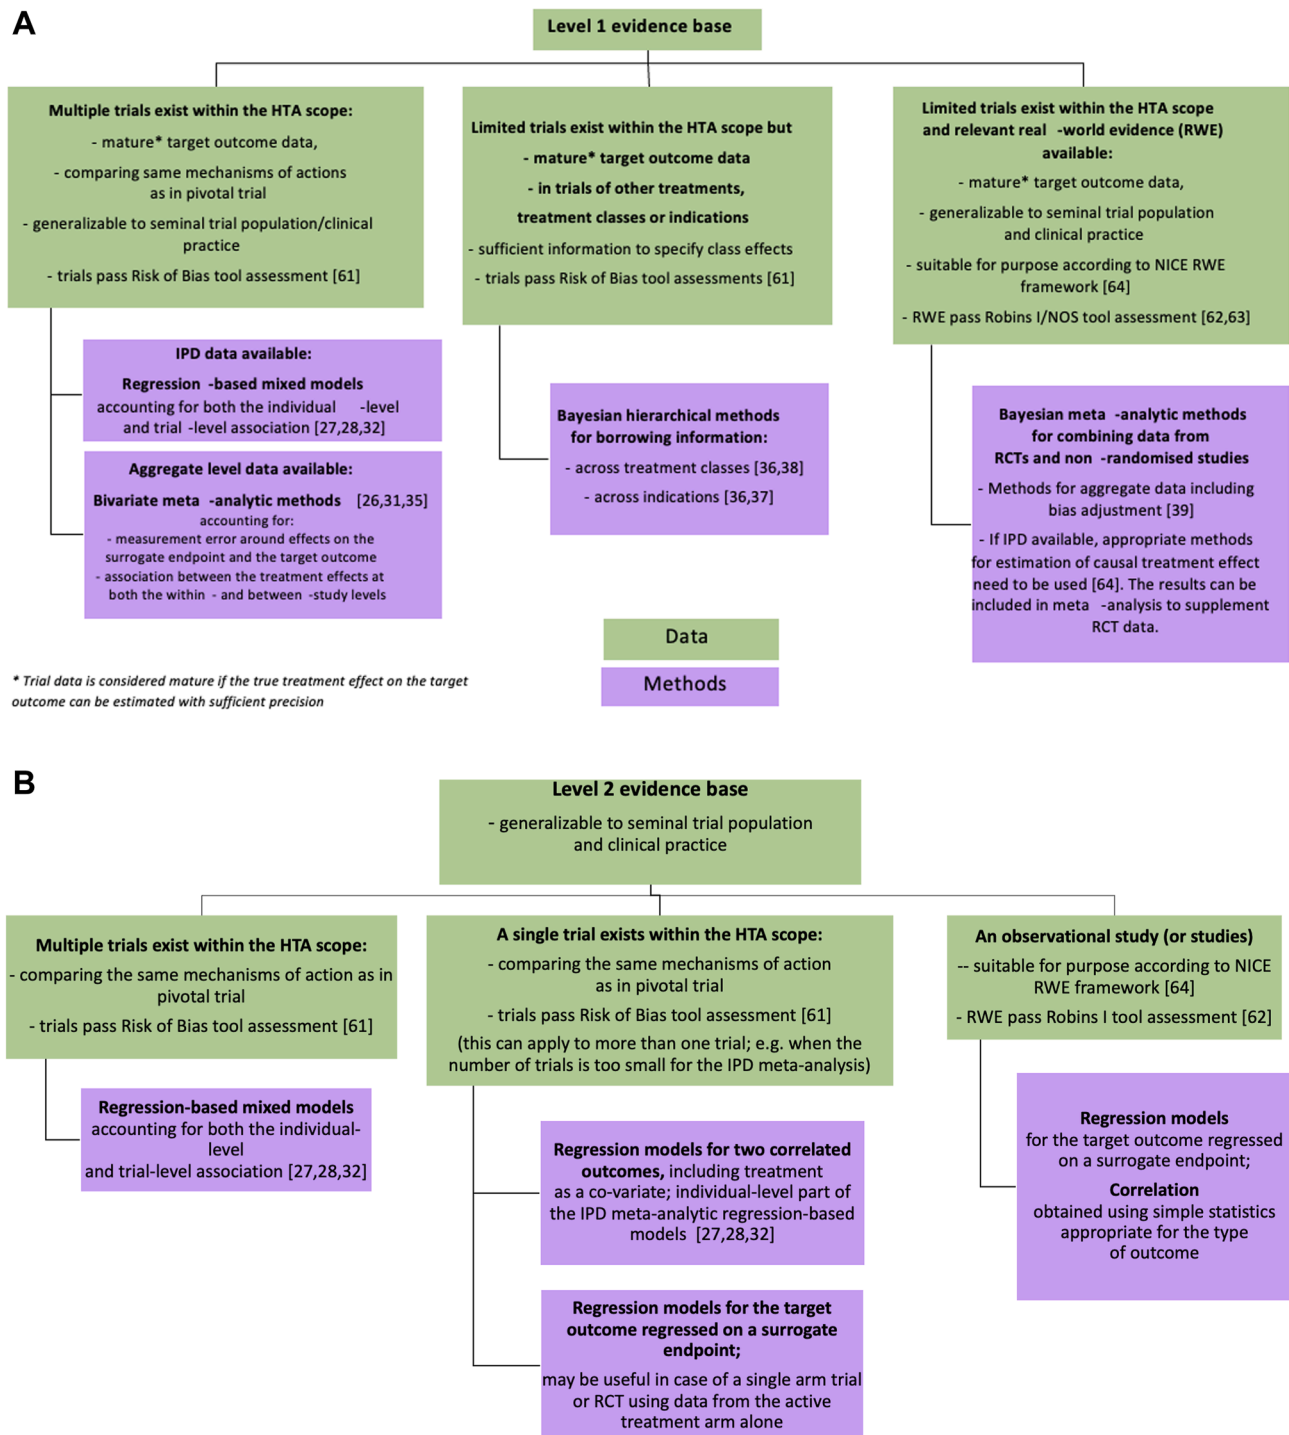 A
Level 1 evidence base
Multiple trials exist within the HTA scope:
- mature* target outcome data,
- comparing same mechanisms of actions
as in pivotal trial
- generalizable to seminal trial population/clinical
practice
- trials pass Risk of Bias tool assessment [61]
IPD data available:
Regression -based mixed models
accounting for both the individual -level
and trial -level association [27,28,32]
Aggregate level data available:
Bivariate meta -analytic methods [26,31,35]
accounting for:
- measurement error around effects on the
surrogate endpoint and the target outcome
- association between the treatment effects at
both the within - and between -study levels
Limited trials exist within the HTA scope but
- mature* target outcome data
- in trials of other treatments,
treatment classes or indications
- sufficient information to specify class effects
- trials pass Risk of Bias tool assessments [61]
Bayesian hierarchical methods
for borrowing information:
- across treatment classes [36,38]
- across indications [36,37]
Limited trials exist within the HTA scope
and relevant real -world evidence (RWE)
available:
- mature* target outcome data,
- generalizable to seminal trial population
and clinical practice
- suitable for purpose according to NICE RWE
framework [64]
- RWE pass Robins I/NOS tool assessment [62,63]
Bayesian meta -analytic methods
for combining data from
RCTs and non -randomised studies
- Methods for aggregate data including
bias adjustment [39]
- If IPD available, appropriate methods
for estimation of causal treatment effect
need to be used [64]. The results can be
included in meta -analysis to supplement
RCT data.
Data
Methods
* Trial data is considered mature if the true treatment effect on the target
outcome can be estimated with sufficient precision
B
Level 2 evidence base
- generalizable to seminal trial population
and clinical practice
Multiple trials exist within the HTA scope:
- comparing the same mechanisms of action as in
pivotal trial
- trials pass Risk of Bias tool assessment [61]
Regression-based mixed models
accounting for both the individual-
level
and trial-level association [27,28,32]
A single trial exists within the HTA scope:
- comparing the same mechanisms of action
as in pivotal trial
- trials pass Risk of Bias tool assessment [61]
(this can apply to more than one trial; e.g. when the
number of trials is too small for the IPD meta-analysis)
Regression models for two correlated
outcomes, including treatment
as a co-variate; individual-level part of
the IPD meta-analytic regression-based
models [27,28,32]
Regression models for the target
outcome regressed on a surrogate
endpoint;
may be useful in case of a single arm trial
or RCT using data from the active
treatment arm alone
An observational study (or studies)
-- suitable for purpose according to NICE
RWE framework [64]
- RWE pass Robins I tool assessment [62]
Regression models
for the target outcome regressed
on a surrogate endpoint;
Correlation
obtained using simple statistics
appropriate for the type
of outcome